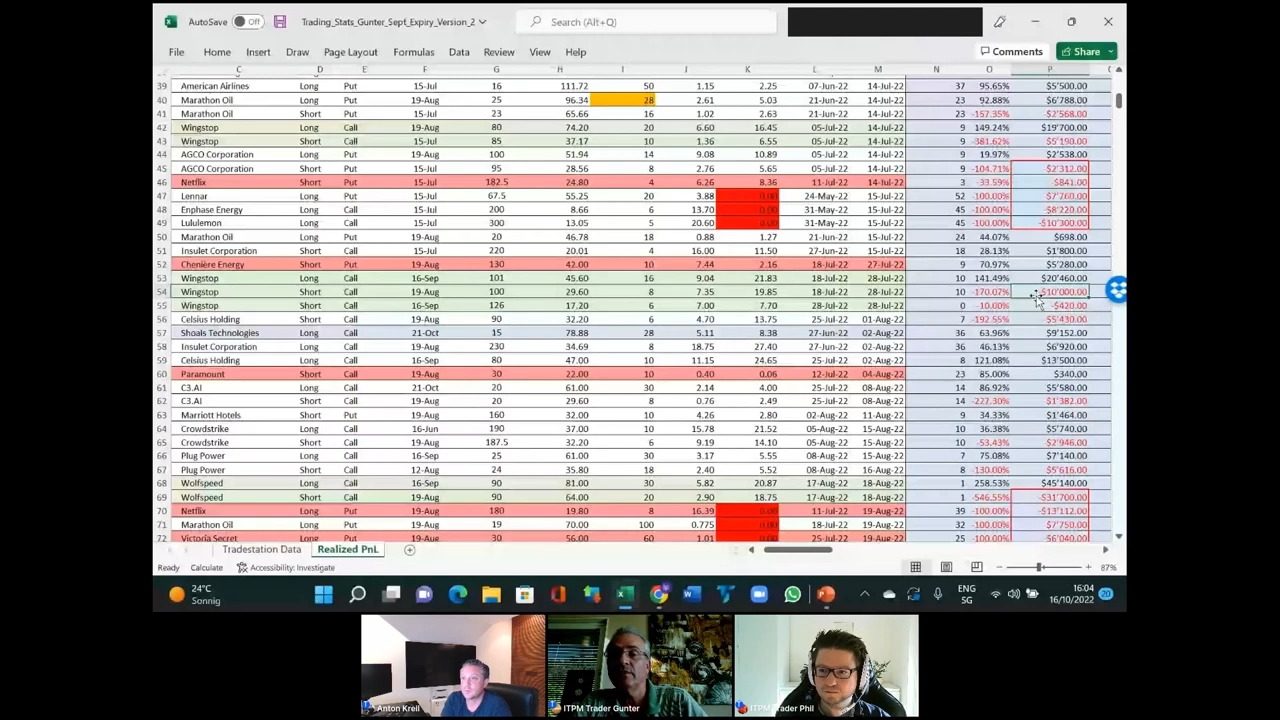 AutoSave Off Trading_Stats_Gunter_Sept_Expiry_Version_2 Search (Alt+Q)
File Home Insert Draw Page Layout Formulas Data Review View Help Comments Share
C D E F G H I J K L M N O P
39 American Airlines Long Put 15-Jul 16 111.72 50 1.15 2.25 07-Jun-22 14-Jul-22 37 95.65% $5'500.00
40 Marathon Oil Long Put 19-Aug 25 96.34 28 2.61 5.03 21-Jun-22 14-Jul-22 23 92.88% $6'788.00
41 Marathon Oil Short Put 15-Jul 23 65.66 16 1.02 2.63 21-Jun-22 14-Jul-22 23 -157.35% -$2'568.00
42 Wingstop Long Call 19-Aug 80 74.20 20 6.60 16.45 05-Jul-22 14-Jul-22 9 149.24% $19'700.00
43 Wingstop Short Call 15-Jul 85 37.17 10 1.36 6.55 05-Jul-22 14-Jul-22 9 -381.62% -$5'190.00
44 AGCO Corporation Long Put 19-Aug 100 51.94 14 9.08 10.89 05-Jul-22 14-Jul-22 9 19.97% $2'538.00
45 AGCO Corporation Short Put 15-Jul 95 28.56 8 2.76 5.65 05-Jul-22 14-Jul-22 9 -104.71% -$2'312.00
46 Netflix Short Put 15-Jul 182.5 24.80 4 6.26 8.36 11-Jul-22 14-Jul-22 3 -33.59% -$841.00
47 Lennar Long Put 15-Jul 67.5 55.25 20 3.88 0.00 24-May-22 15-Jul-22 52 -100.00% -$7'760.00
48 Enphase Energy Long Call 15-Jul 200 8.66 6 13.70 0.00 31-May-22 15-Jul-22 45 -100.00% -$8'220.00
49 Lululemon Long Call 15-Jul 300 13.05 5 20.60 0.00 31-May-22 15-Jul-22 45 -100.00% -$10'300.00
50 Marathon Oil Long Put 19-Aug 20 46.78 18 0.88 1.27 21-Jun-22 15-Jul-22 24 44.07% $698.00
51 Insulet Corporation Short Call 15-Jul 220 20.01 4 16.00 11.50 27-Jun-22 15-Jul-22 18 28.13% $1'800.00
52 Chenière Energy Short Put 19-Aug 130 42.00 10 7.44 2.16 18-Jul-22 27-Jul-22 9 70.97% $5'280.00
53 Wingstop Long Call 16-Sep 101 45.60 16 9.04 21.83 18-Jul-22 28-Jul-22 10 141.49% $20'460.00
54 Wingstop Short Call 19-Aug 100 29.60 8 7.35 19.85 18-Jul-22 28-Jul-22 10 -170.07% -$10'000.00
55 Wingstop Short Call 16-Sep 126 17.20 6 7.00 7.70 28-Jul-22 28-Jul-22 0 -10.00% -$420.00
56 Celsius Holding Short Call 19-Aug 90 32.00 6 4.70 13.75 25-Jul-22 01-Aug-22 7 -192.55% -$5'430.00
57 Shoals Technologies Long Call 21-Oct 15 78.88 28 5.11 8.38 27-Jun-22 02-Aug-22 36 63.96% $9'152.00
58 Insulet Corporation Long Call 19-Aug 230 34.69 8 18.75 27.40 27-Jun-22 02-Aug-22 36 46.13% $6'920.00
59 Celsius Holding Long Call 16-Sep 80 47.00 10 11.15 24.65 25-Jul-22 02-Aug-22 8 121.08% $13'500.00
60 Paramount Short Call 19-Aug 30 22.00 10 0.40 0.06 12-Jul-22 04-Aug-22 23 85.00% $340.00
61 C3.AI Long Call 21-Oct 20 61.00 30 2.14 4.00 25-Jul-22 08-Aug-22 14 86.92% $5'580.00
62 C3.AI Short Call 19-Aug 20 29.60 8 0.76 2.49 25-Jul-22 08-Aug-22 14 -222.30% -$1'382.00
63 Marriott Hotels Short Put 19-Aug 160 32.00 10 4.26 2.80 02-Aug-22 11-Aug-22 9 34.33% $1'464.00
64 Crowdstrike Long Call 16-Jun 190 37.00 10 15.78 21.52 05-Aug-22 15-Aug-22 10 36.38% $5'740.00
65 Crowdstrike Short Call 19-Aug 187.5 32.20 6 9.19 14.10 05-Aug-22 15-Aug-22 10 -53.43% -$2'946.00
66 Plug Power Long Call 16-Sep 25 61.00 30 3.17 5.55 08-Aug-22 15-Aug-22 7 75.08% $7'140.00
67 Plug Power Short Call 12-Aug 24 35.80 18 2.40 5.52 08-Aug-22 16-Aug-22 8 -130.00% -$5'616.00
68 Wolfspeed Long Call 16-Sep 90 81.00 30 5.82 20.87 17-Aug-22 18-Aug-22 1 258.53% $45'140.00
69 Wolfspeed Short Call 19-Aug 90 64.00 20 2.90 18.75 17-Aug-22 18-Aug-22 1 -546.55% -$31'700.00
70 Netflix Long Put 19-Aug 180 19.80 8 16.39 0.00 11-Jul-22 19-Aug-22 39 -100.00% -$13'112.00
71 Marathon Oil Long Put 19-Aug 19 70.00 100 0.775 0.00 18-Jul-22 19-Aug-22 32 -100.00% -$7'750.00
72 Victoria Secret Long Put 19-Aug 30 56.00 60 1.01 25-Jul-22 19-Aug-22 25 -100.00% -$6'040.00
Tradestation Data Realized PnL
Ready Calculate Accessibility: Investigate 87%
24°C
Sonnig
ENG
SG
16:04
16/10/2022
20
Anton Kreil ITPM Trader Gunter ITPM Trader Phil